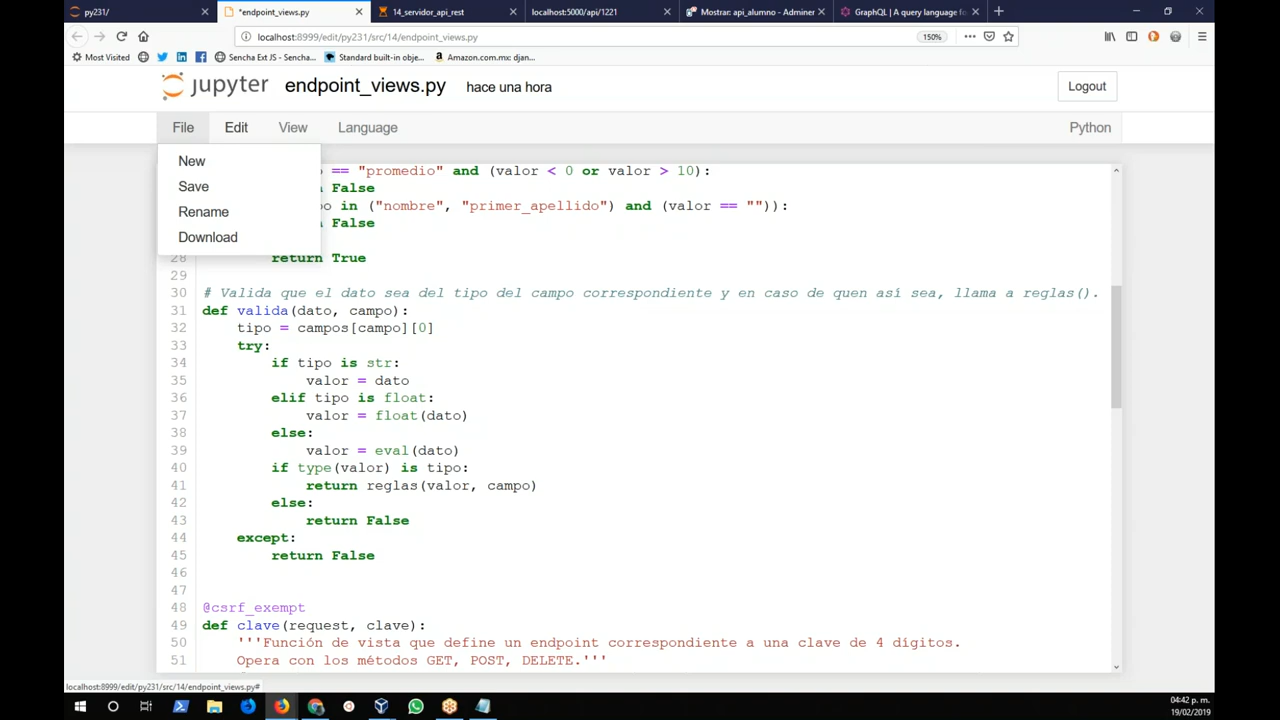 py231/
*endpoint_views.py
14_servidor_api_rest
localhost:5000/api/1221
Mostrar: api_alumno - Adminer
GraphQL | A query language f
localhost:8999/edit/py231/src/14/endpoint_views.py
150%
Most Visited
Sencha Ext JS - Sencha...
Standard built-in obje...
Amazon.com.mx: djan...
jupyter
endpoint_views.py
hace una hora
Logout
File
Edit
View
Language
Python
New
Save
Rename
Download
== "promedio" and (valor < 0 or valor > 10):
False
in ("nombre", "primer_apellido") and (valor == "")):
False
28 return True
29
30 # Valida que el dato sea del tipo del campo correspondiente y en caso de quen así sea, llama a reglas().
31 def valida(dato, campo):
32 tipo = campos[campo][0]
33 try:
34 if tipo is str:
35 valor = dato
36 elif tipo is float:
37 valor = float(dato)
38 else:
39 valor = eval(dato)
40 if type(valor) is tipo:
41 return reglas(valor, campo)
42 else:
43 return False
44 except:
45 return False
46
47
48 @csrf_exempt
49 def clave(request, clave):
50 '''Función de vista que define un endpoint correspondiente a una clave de 4 dígitos.
51 Opera con los métodos GET, POST, DELETE.'''
localhost:8999/edit/py231/src/14/endpoint_views.py#
04:42 p. m.
19/02/2019